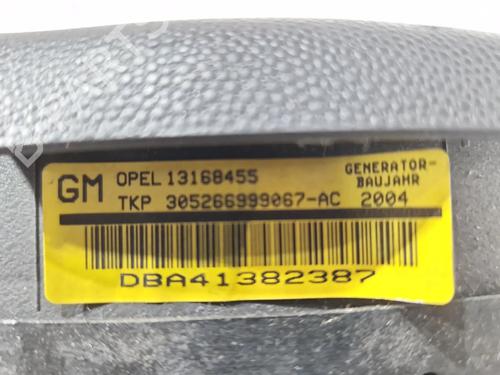 GM OPEL 13168455 GENERATOR-
BAUJAHR
TKP 305266999067-AC 2004
DBA41382387